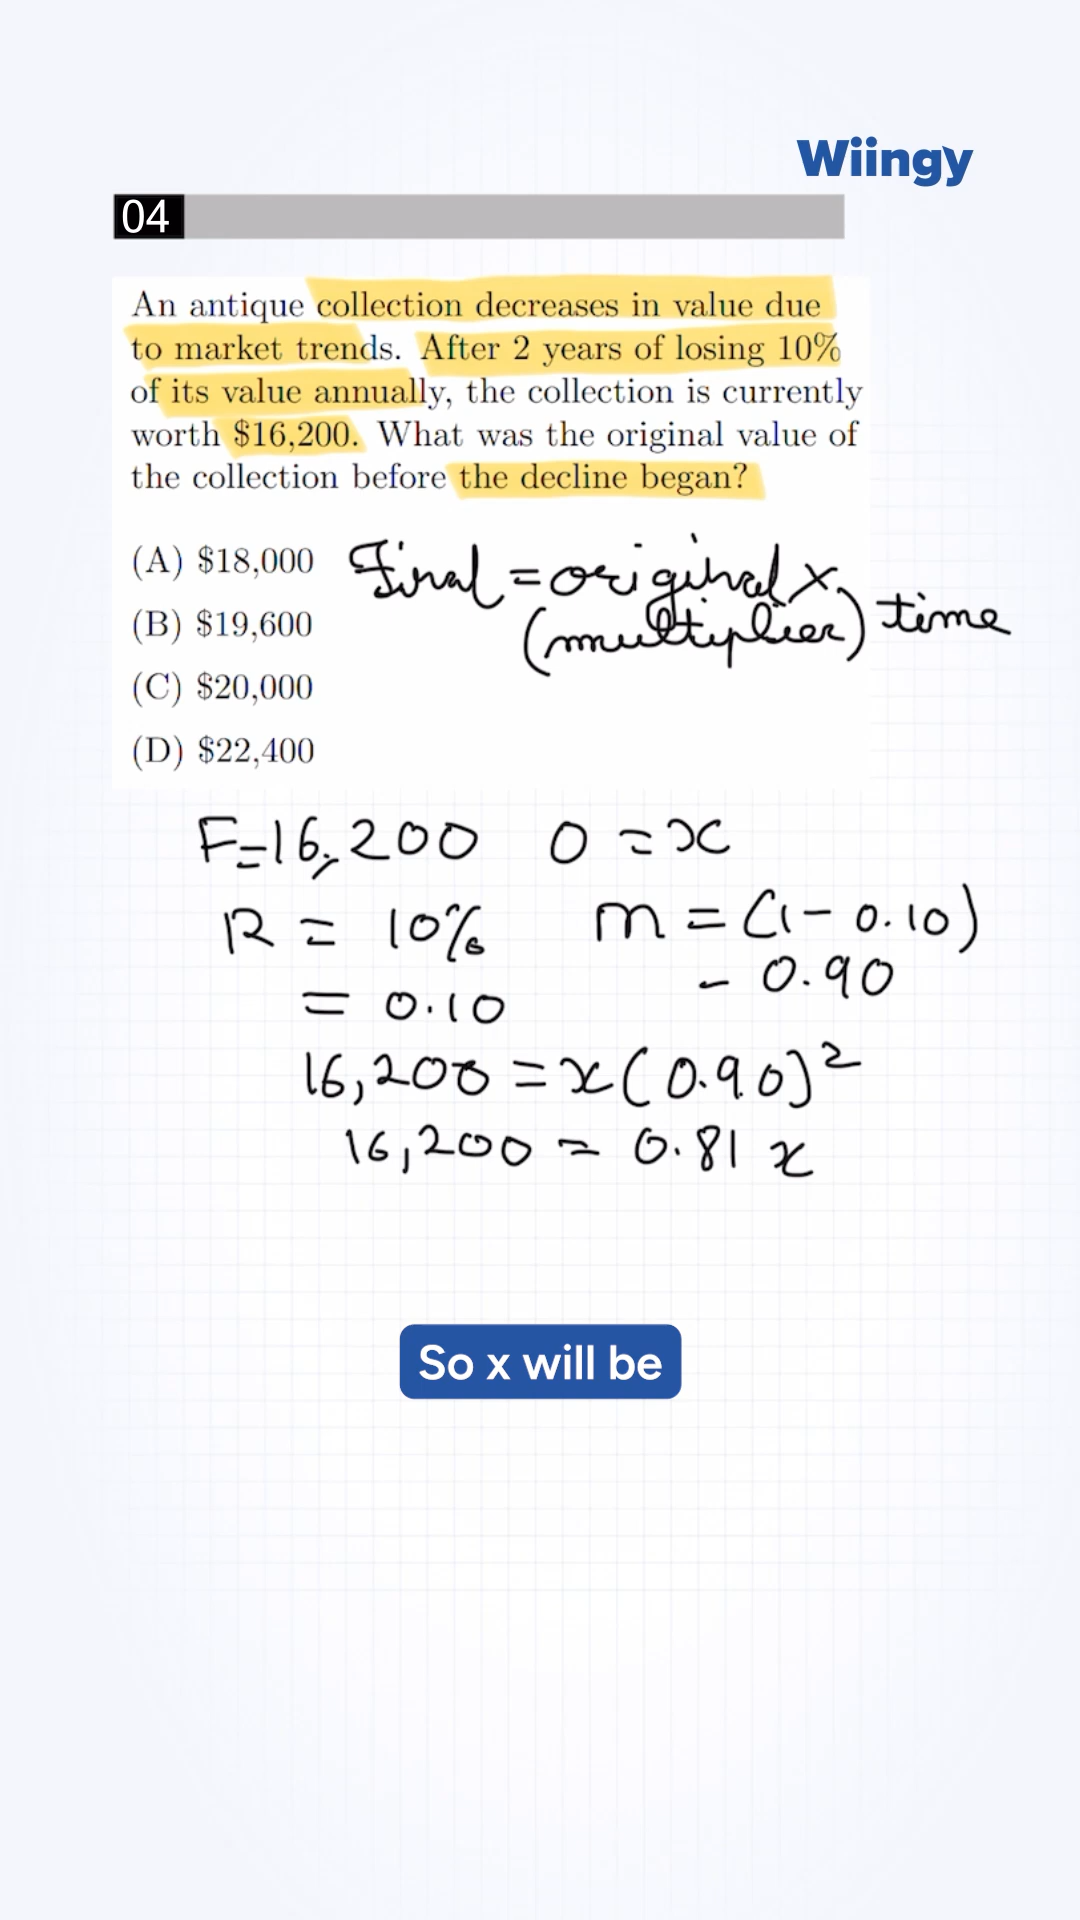 Wiingy
04
An antique collection decreases in value due
to market trends. After 2 years of losing 10%
of its value annually, the collection is currently
worth $16,200. What was the original value of
the collection before the decline began?
(A) $18,000
Final = original x
(multiplier) time
(B) $19,600
(C) $20,000
(D) $22,400
F=16,200 O = x
R = 10% m = (1 - 0.10)
= 0.10 - 0.90
16,200 = x(0.90)²
16,200 = 0.81 x
So x will be